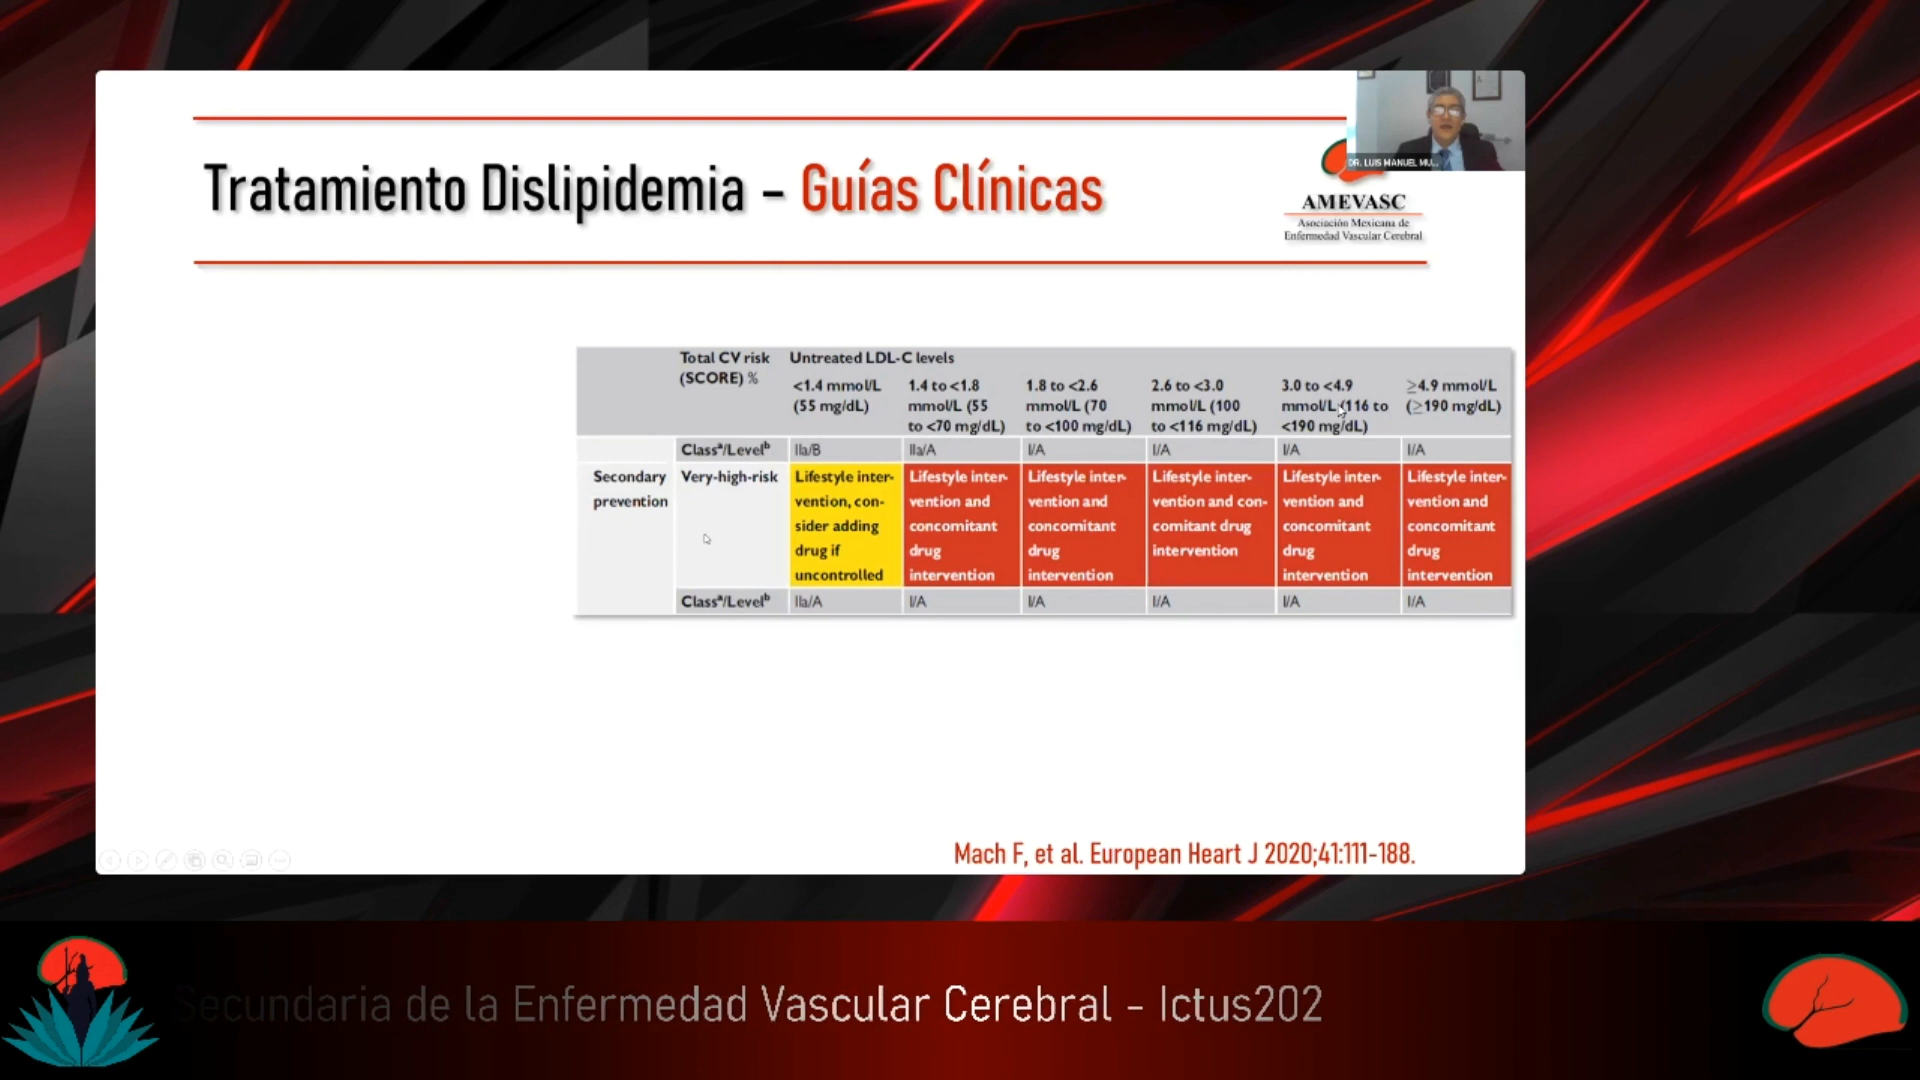 DR. LUIS MANUEL MU...
Tratamiento Dislipidemia – Guías Clínicas
AMEVASC
Asociación Mexicana de
Enfermedad Vascular Cerebral
Total CV risk
(SCORE) %
Untreated LDL-C levels
<1.4 mmol/L
(55 mg/dL)
1.4 to <1.8
mmol/L (55
to <70 mg/dL)
1.8 to <2.6
mmol/L (70
to <100 mg/dL)
2.6 to <3.0
mmol/L (100
to <116 mg/dL)
3.0 to <4.9
mmol/L (116 to
<190 mg/dL)
≥4.9 mmol/L
(≥190 mg/dL)
Classᵃ/Levelᵇ IIa/B IIa/A I/A I/A I/A I/A
Secondary
prevention
Very-high-risk
Lifestyle inter-
vention, con-
sider adding
drug if
uncontrolled
Lifestyle inter-
vention and
concomitant
drug
intervention
Lifestyle inter-
vention and
concomitant
drug
intervention
Lifestyle inter-
vention and con-
comitant drug
intervention
Lifestyle inter-
vention and
concomitant
drug
intervention
Lifestyle inter-
vention and
concomitant
drug
intervention
Classᵃ/Levelᵇ IIa/A I/A I/A I/A I/A I/A
Mach F, et al. European Heart J 2020;41:111-188.
Secundaria de la Enfermedad Vascular Cerebral - Ictus202